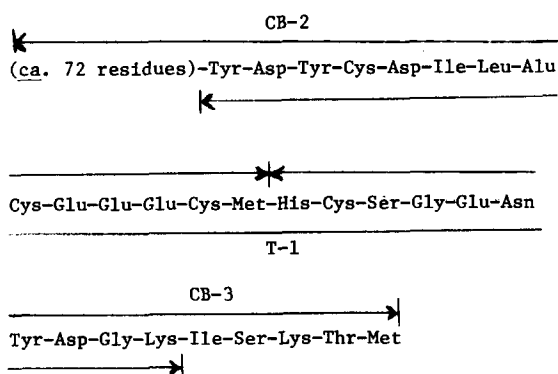 CB-2
(ca. 72 residues)-Tyr-Asp-Tyr-Cys-Asp-Ile-Leu-Alu
Cys-Glu-Glu-Glu-Cys-Met-His-Cys-Ser-Gly-Glu-Asn
T-1
CB-3
Tyr-Asp-Gly-Lys-Ile-Ser-Lys-Thr-Met